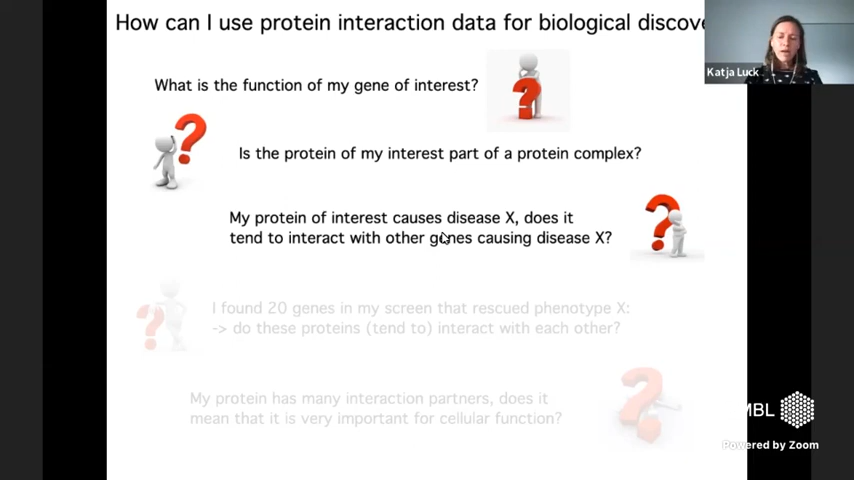 How can I use protein interaction data for biological discove
Katja Luck
What is the function of my gene of interest?
Is the protein of my interest part of a protein complex?
My protein of interest causes disease X, does it
tend to interact with other genes causing disease X?
I found 20 genes in my screen that rescued phenotype X:
-> do these proteins (tend to) interact with each other?
My protein has many interaction partners, does it
mean that it is very important for cellular function?
MBL
Powered by Zoom